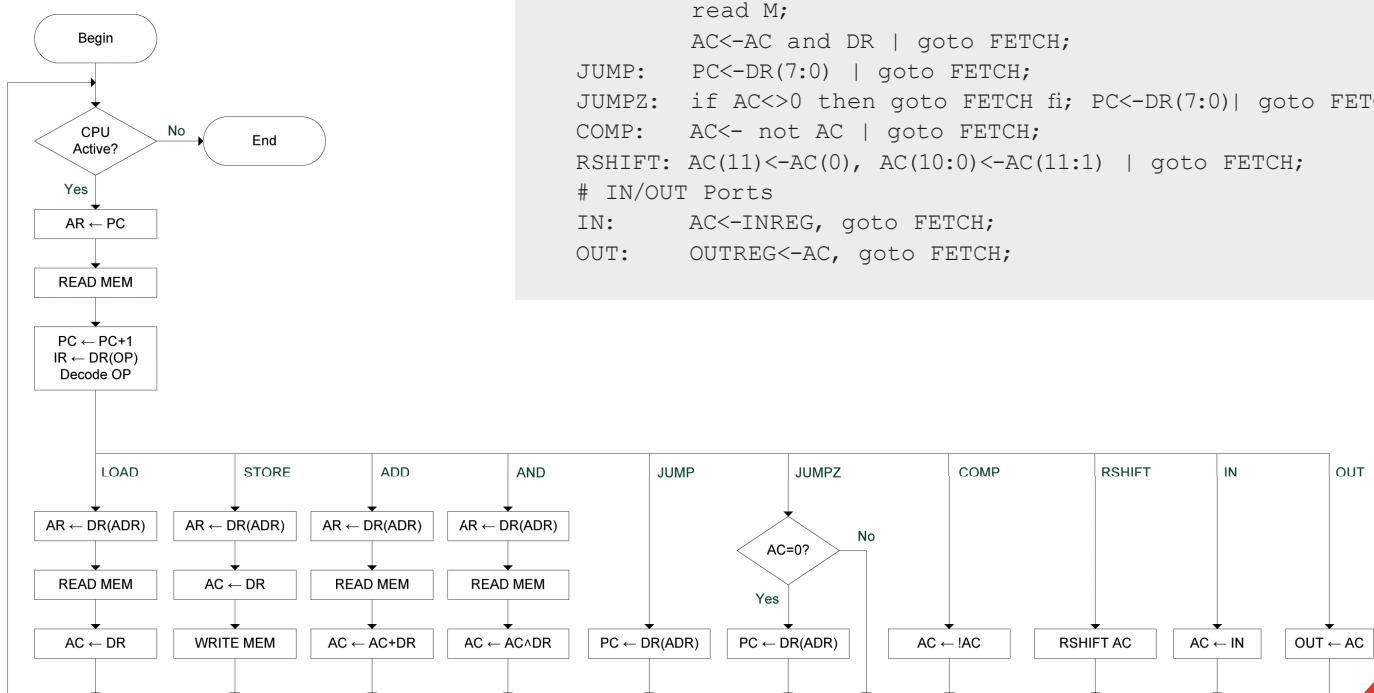 read M;
AC<-AC and DR | goto FETCH;
JUMP: PC<-DR(7:0) | goto FETCH;
JUMPZ: if AC<>0 then goto FETCH fi; PC<-DR(7:0)| goto
COMP: AC<- not AC | goto FETCH;
RSHIFT: AC(11)<-AC(0), AC(10:0)<-AC(11:1) | goto FETCH;
# IN/OUT Ports
IN: AC<-INREG, goto FETCH;
OUT: OUTREG<-AC, goto FETCH;
Begin
CPU
Active?
No
End
Yes
AR ← PC
READ MEM
PC ← PC+1
IR ← DR(OP)
Decode OP
LOAD STORE ADD AND JUMP JUMPZ COMP RSHIFT IN OUT
AR ← DR(ADR) AR ← DR(ADR) AR ← DR(ADR) AR ← DR(ADR)
AC=0?
No
READ MEM AC ← DR READ MEM READ MEM
Yes
AC ← DR WRITE MEM AC ← AC+DR AC ← AC^DR PC ← DR(ADR) PC ← DR(ADR) AC ← !AC RSHIFT AC AC ← IN OUT ← AC